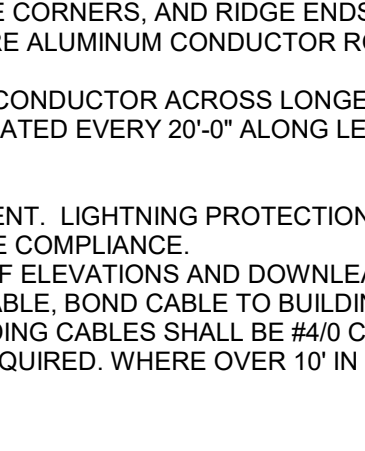 E CORNERS, AND RIDGE ENDS
RE ALUMINUM CONDUCTOR RO
CONDUCTOR ACROSS LONGE
ATED EVERY 20'-0" ALONG LE
ENT. LIGHTNING PROTECTION
E COMPLIANCE.
F ELEVATIONS AND DOWNLEA
ABLE, BOND CABLE TO BUILDIN
DING CABLES SHALL BE #4/0 C
QUIRED. WHERE OVER 10' IN